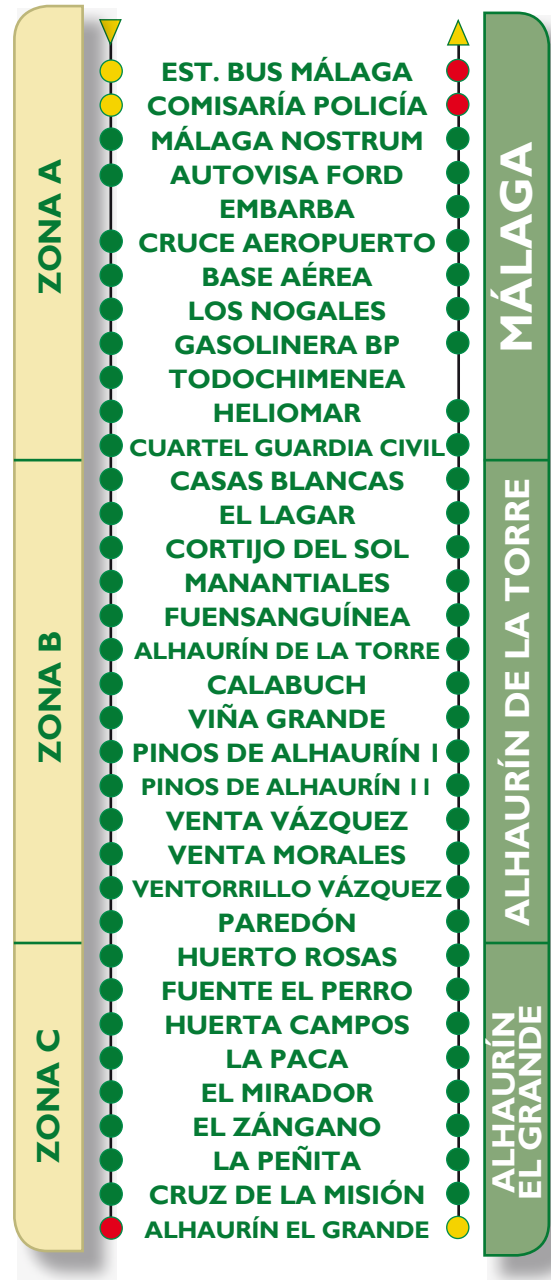 EST. BUS MÁLAGA
COMISARÍA POLICÍA
MÁLAGA NOSTRUM
AUTOVISA FORD
EMBARBA
CRUCE AEROPUERTO
BASE AÉREA
LOS NOGALES
GASOLINERA BP
TODOCHIMENEA
HELIOMAR
CUARTEL GUARDIA CIVIL
CASAS BLANCAS
EL LAGAR
CORTIJO DEL SOL
MANANTIALES
FUENSANGUÍNEA
ALHAURÍN DE LA TORRE
CALABUCH
VIÑA GRANDE
PINOS DE ALHAURÍN I
PINOS DE ALHAURÍN 11
VENTA VÁZQUEZ
VENTA MORALES
VENTORRILLO VÁZQUEZ
PAREDÓN
HUERTO ROSAS
FUENTE EL PERRO
HUERTA CAMPOS
LA PACA
EL MIRADOR
EL ZÁNGANO
LA PEÑITA
CRUZ DE LA MISIÓN
ALHAURÍN EL GRANDE
ZONA A
ZONA B
ZONA C
MÁLAGA
ALHAURÍN DE LA TORRE
ALHAURÍN
EL GRANDE